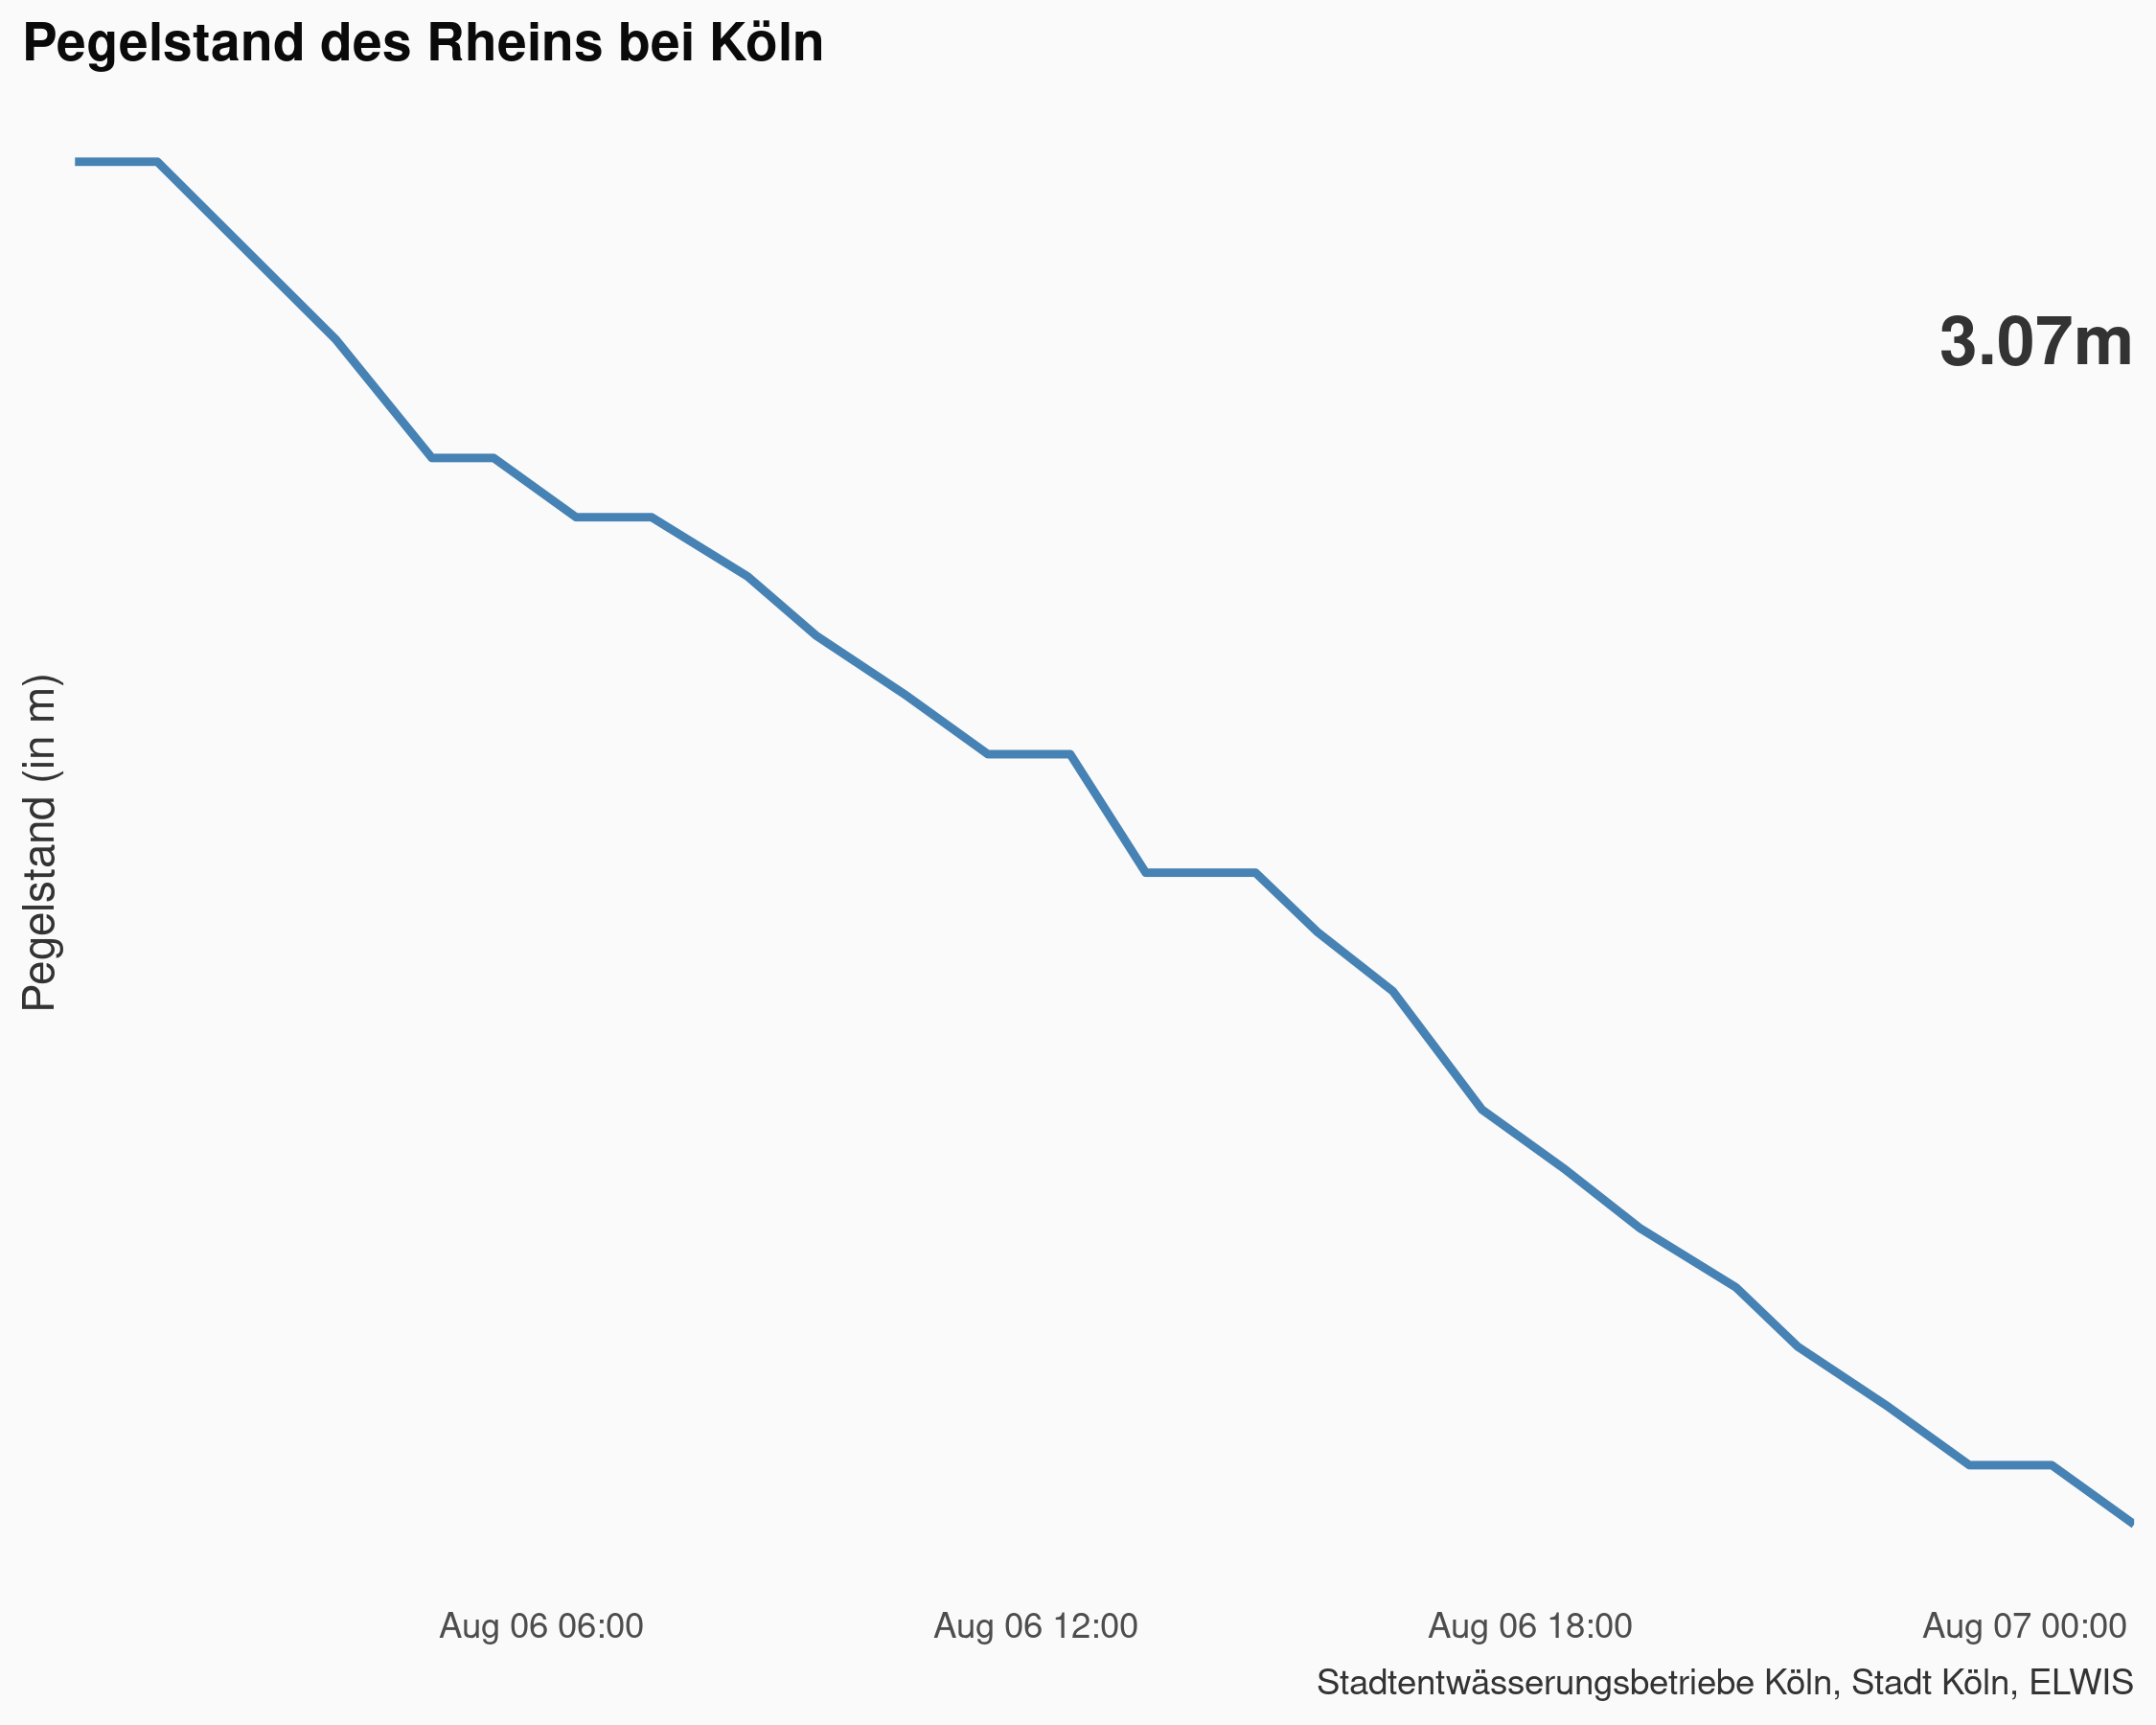 Pegelstand des Rheins bei Köln
3.07m
Pegelstand (in m)
Aug 06 06:00 Aug 06 12:00 Aug 06 18:00 Aug 07 00:00
Stadtentwässerungsbetriebe Köln, Stadt Köln, ELWIS